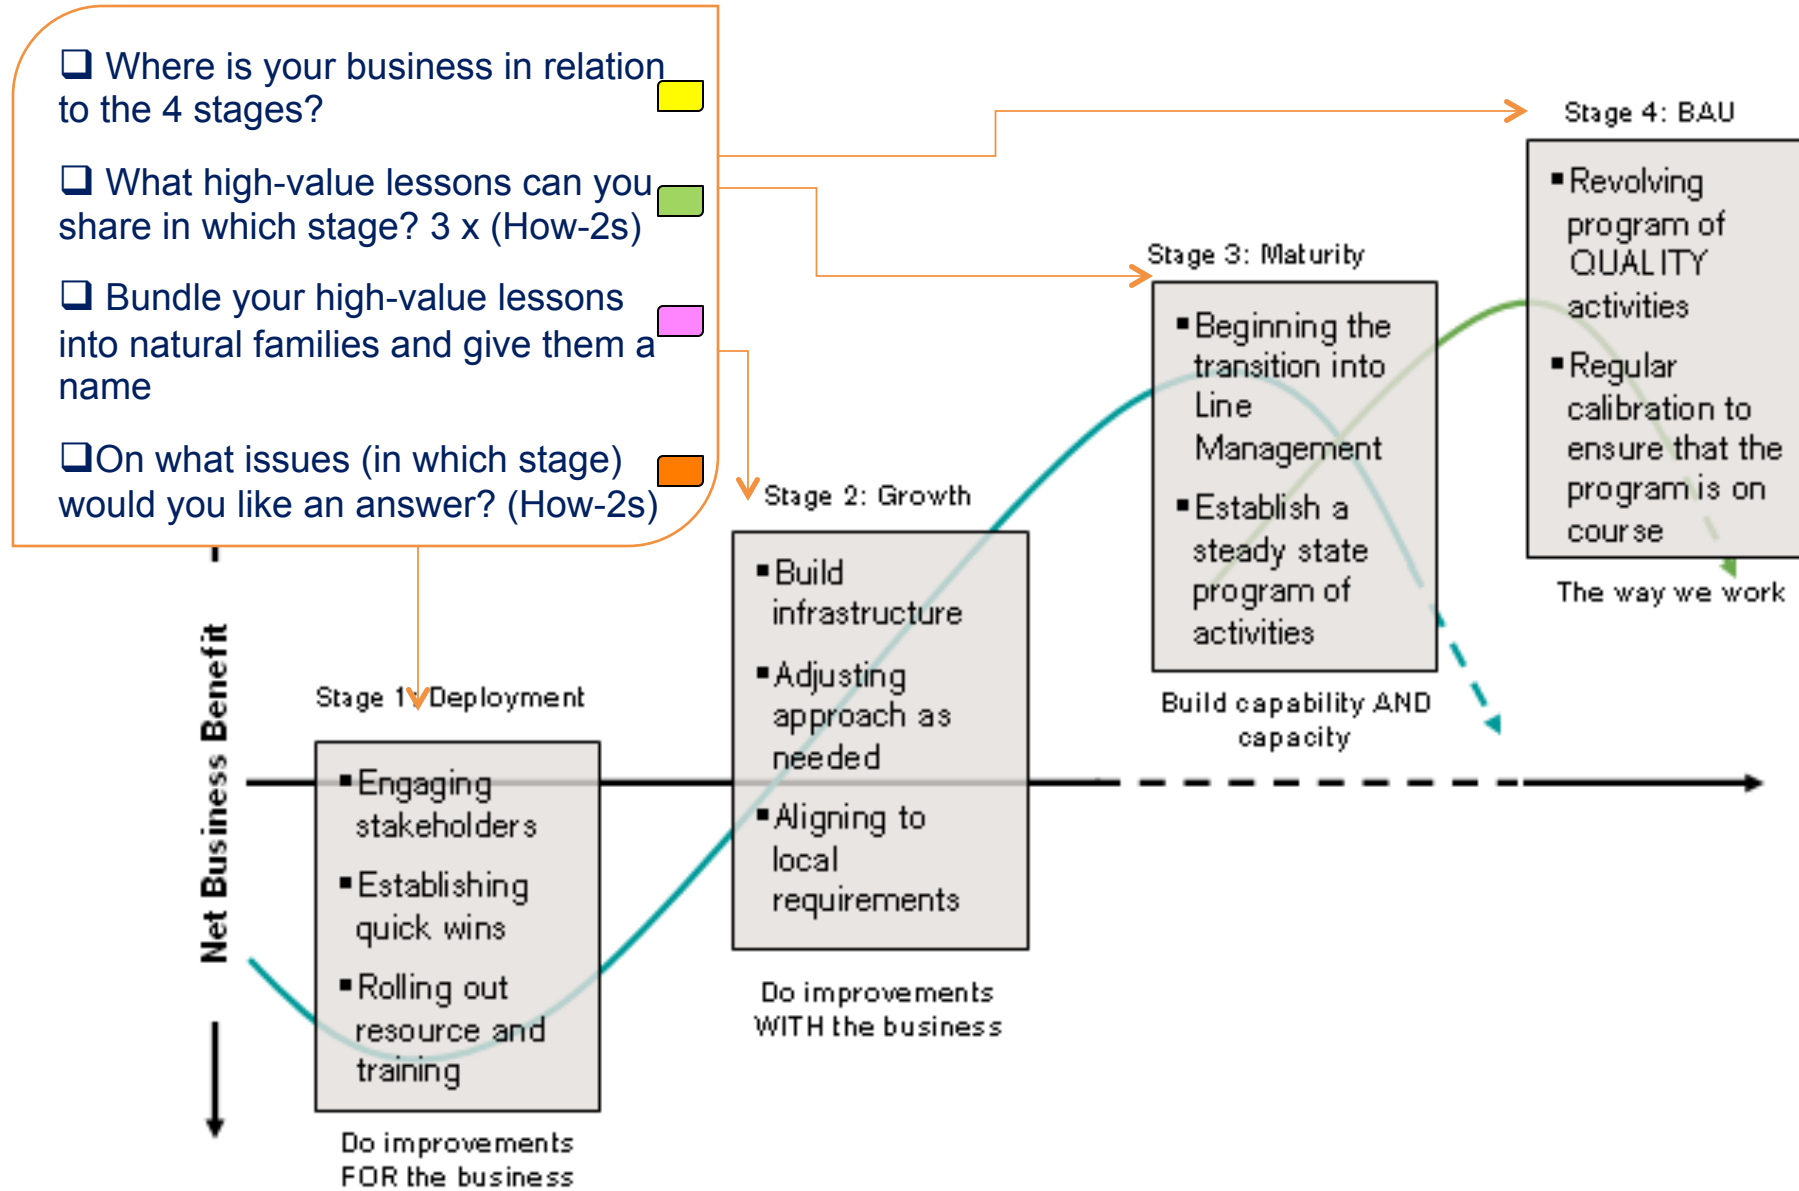 ❑ Where is your business in relation
to the 4 stages?
❑ What high-value lessons can you
share in which stage? 3 x (How-2s)
❑ Bundle your high-value lessons
into natural families and give them a
name
❑On what issues (in which stage)
would you like an answer? (How-2s)
Net Business Benefit
Stage 1: Deployment
▪Engaging
stakeholders
▪Establishing
quick wins
▪Rolling out
resource and
training
Do improvements
FOR the business
Stage 2: Growth
▪Build
infrastructure
▪Adjusting
approach as
needed
▪Aligning to
local
requirements
Do improvements
WITH the business
Stage 3: Maturity
▪Beginning the
transition into
Line
Management
▪Establish a
steady state
program of
activities
Build capability AND
capacity
Stage 4: BAU
▪Revolving
program of
QUALITY
activities
▪Regular
calibration to
ensure that the
program is on
course
The way we work